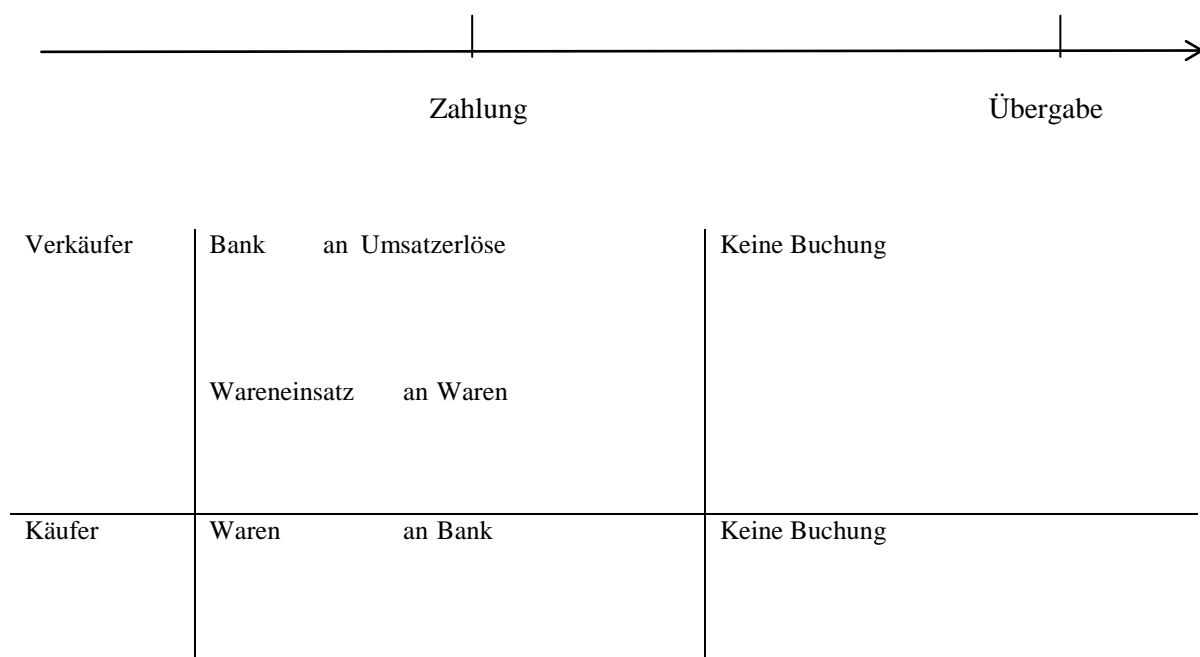 Zahlung Übergabe
Verkäufer Bank an Umsatzerlöse Keine Buchung
Wareneinsatz an Waren
Käufer Waren an Bank Keine Buchung